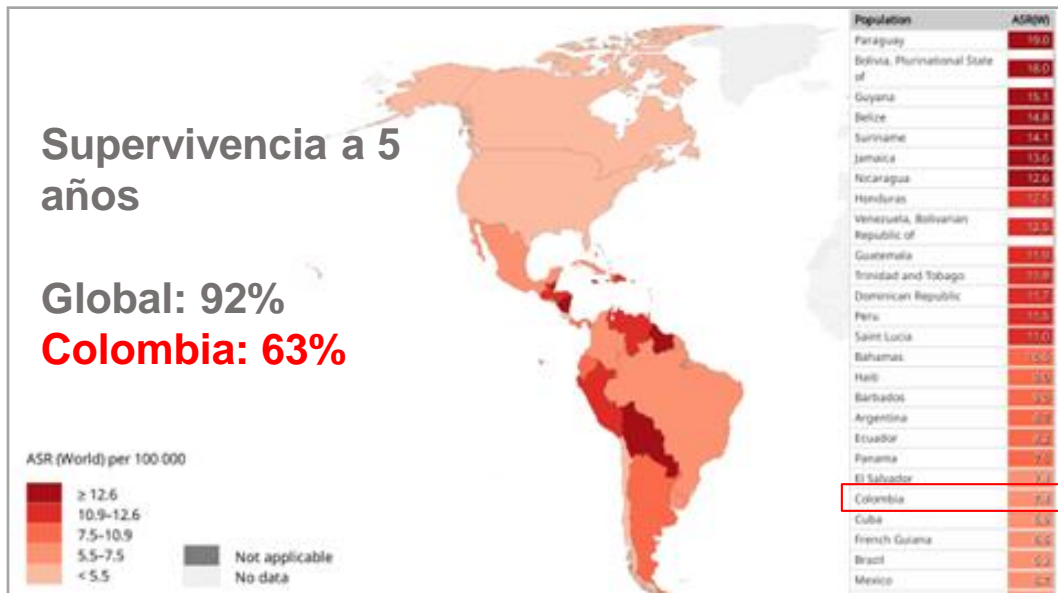 Supervivencia a 5
años
Global: 92%
Colombia: 63%
ASR (World) per 100 000
≥ 12.6
10.9–12.6
7.5–10.9
5.5–7.5
< 5.5
Not applicable
No data
Population ASR(W)
Paraguay 19.0
Bolivia, Plurinational State
of 18.0
Guyana 15.1
Belize 14.8
Suriname 14.1
Jamaica 13.6
Nicaragua 12.6
Honduras
Venezuela, Bolivarian
Republic of 12.5
Guatemala
Trinidad and Tobago
Dominican Republic 11.7
Peru
Saint Lucia 11.0
Bahamas
Haiti
Barbados
Argentina
Ecuador
Panama
El Salvador
Colombia
Cuba
French Guiana
Brazil
Mexico